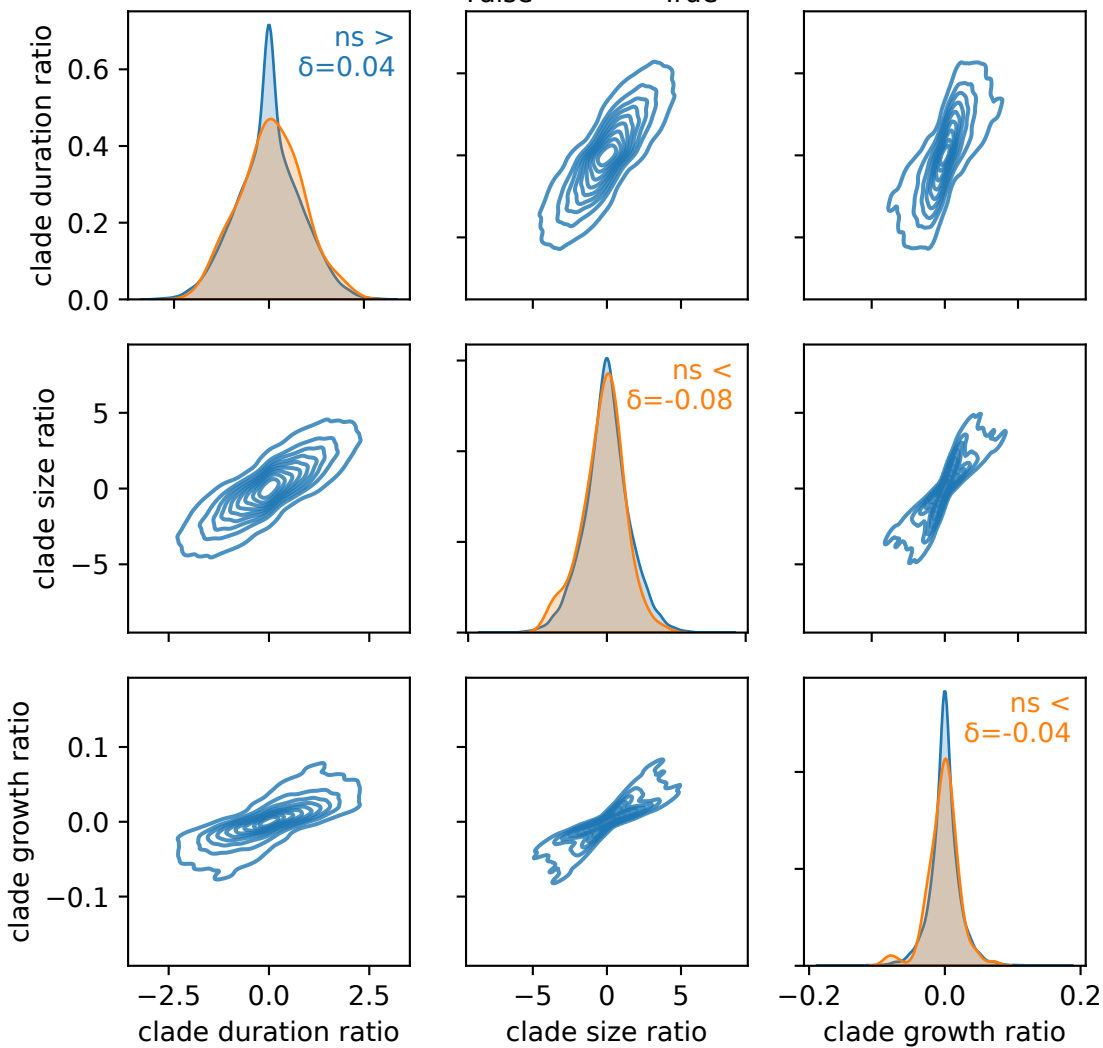 clade duration ratio
0.6
0.4
0.2
0.0
ns >
δ=0.04
clade size ratio
5
0
−5
ns <
δ=-0.08
clade growth ratio
0.1
0.0
−0.1
ns <
δ=-0.04
−2.5 0.0 2.5
clade duration ratio
−5 0 5
clade size ratio
−0.2 0.0 0.2
clade growth ratio